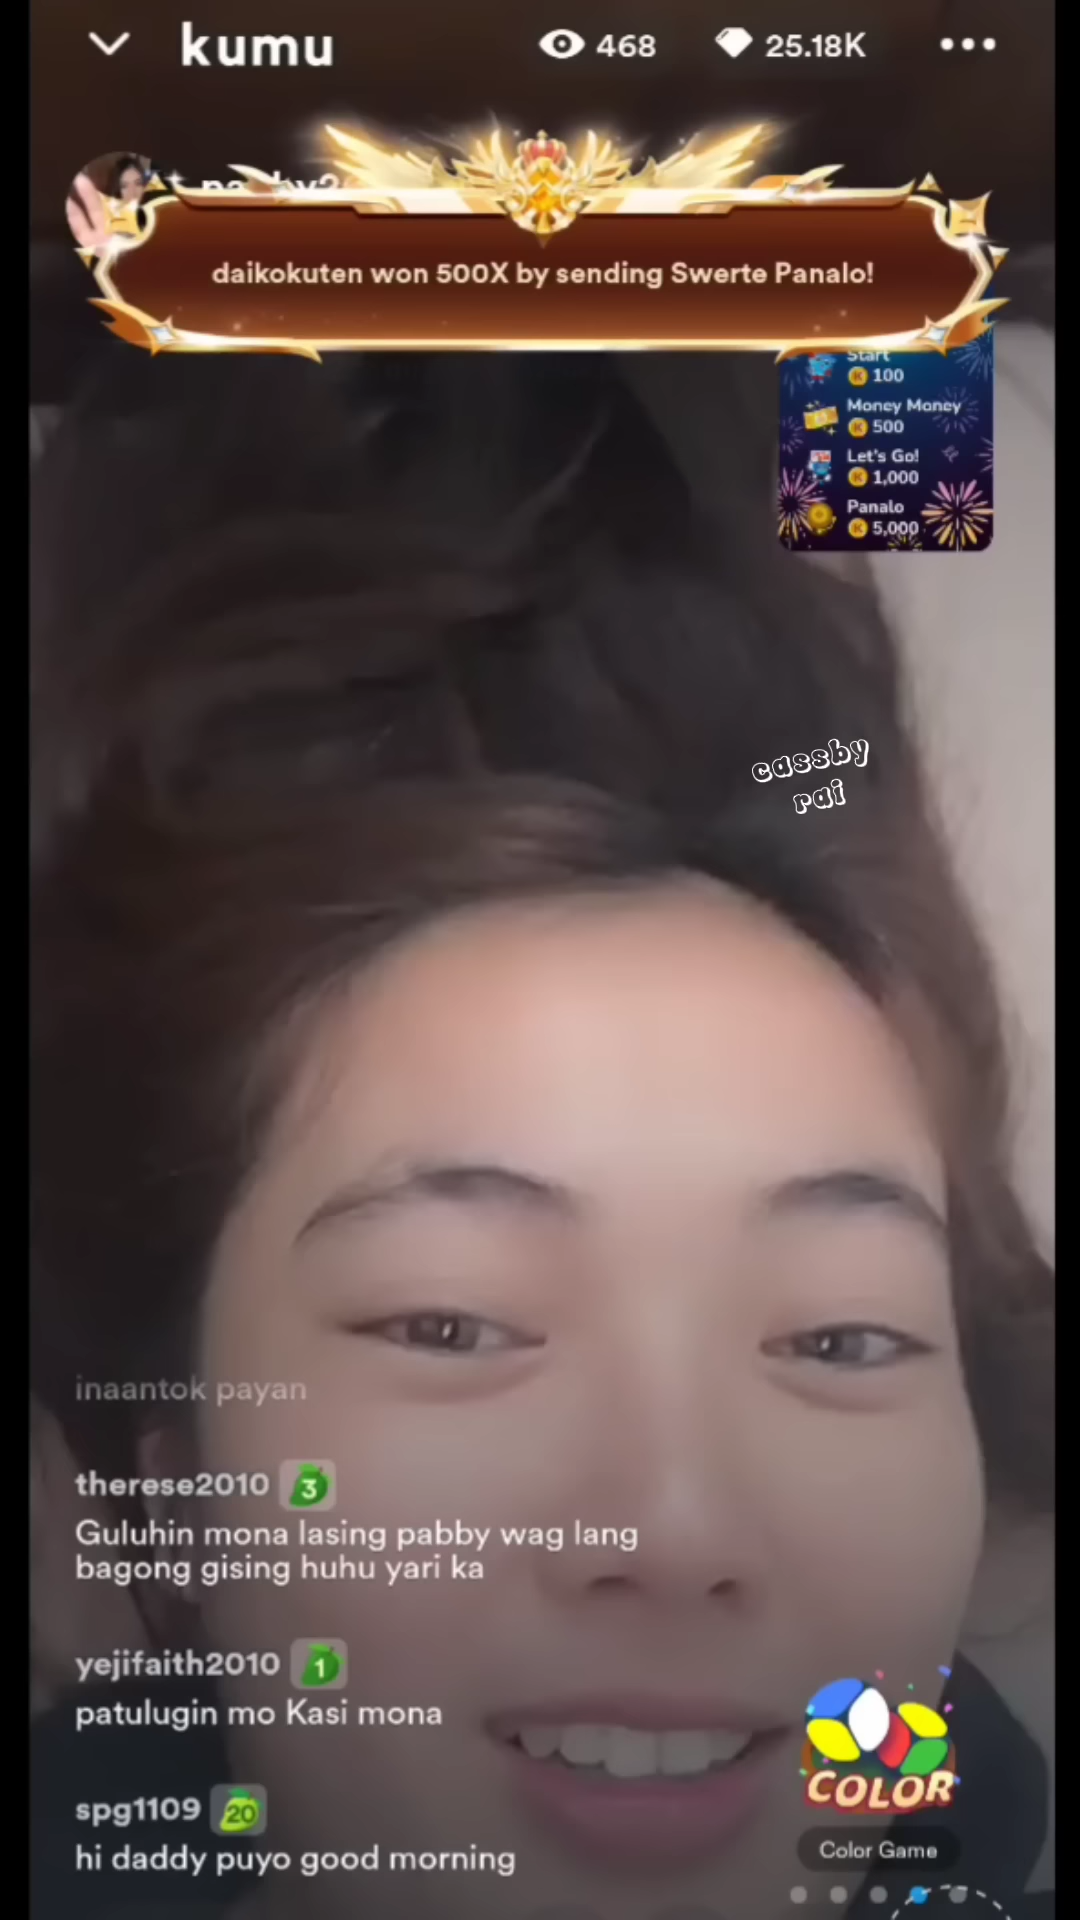 kumu
468
25.18K
daikokuten won 500X by sending Swerte Panalo!
Start
100
Money Money
500
Let's Go!
1,000
Panalo
5,000
cassby
rai
inaantok payan
therese2010 3
Guluhin mona lasing pabby wag lang
bagong gising huhu yari ka
yejifaith2010 1
patulugin mo Kasi mona
spg1109 20
hi daddy puyo good morning
COLOR
Color Game